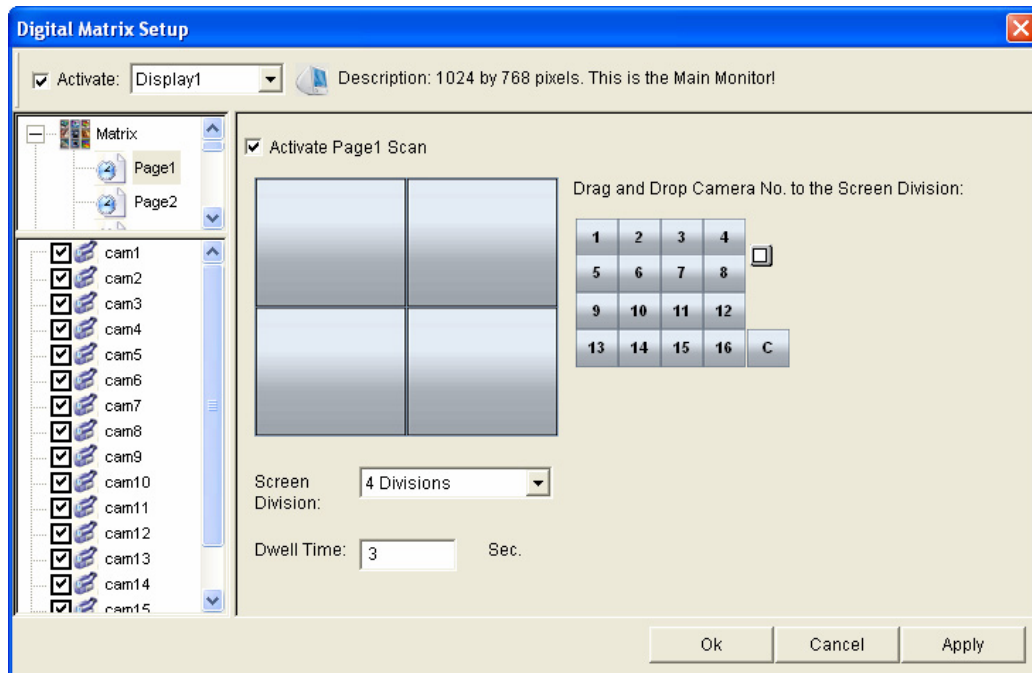 Digital Matrix Setup
Activate: Display1 Description: 1024 by 768 pixels. This is the Main Monitor!
Matrix
Page1
Page2
cam1
cam2
cam3
cam4
cam5
cam6
cam7
cam8
cam9
cam10
cam11
cam12
cam13
cam14
cam15
Activate Page1 Scan
Drag and Drop Camera No. to the Screen Division:
1 2 3 4
5 6 7 8
9 10 11 12
13 14 15 16 C
Screen Division: 4 Divisions
Dwell Time: 3 Sec.
Ok Cancel Apply